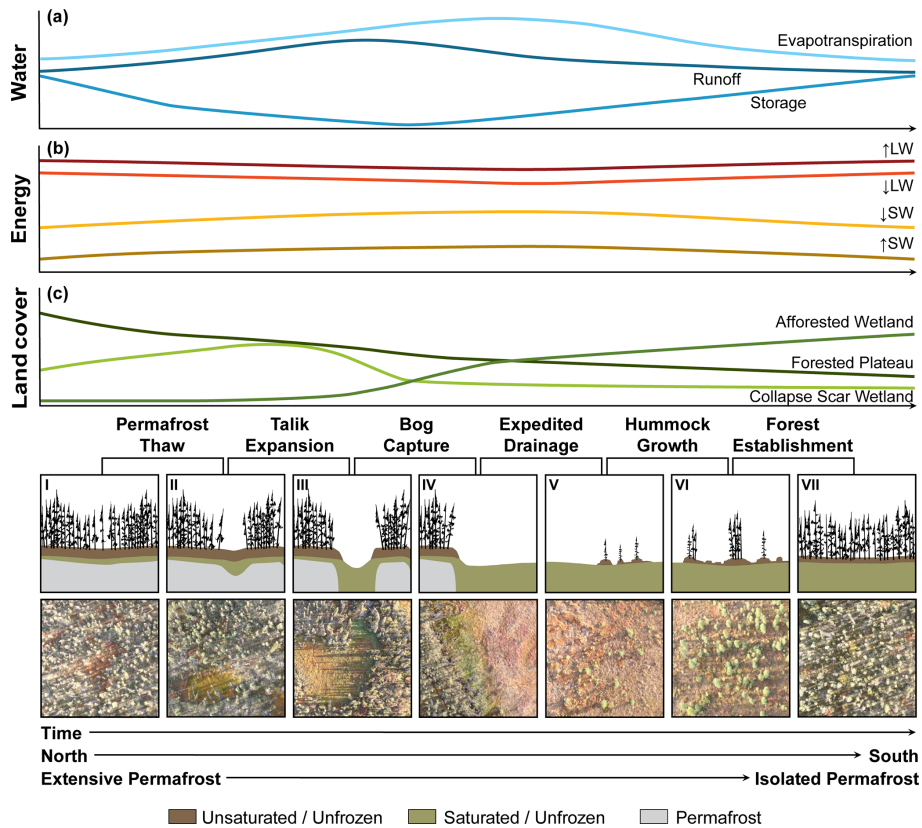 (a)
Water
Evapotranspiration
Runoff
Storage
(b)
Energy
↑LW
↓LW
↓SW
↑SW
(c)
Land cover
Afforested Wetland
Forested Plateau
Collapse Scar Wetland
Permafrost
Thaw
Talik
Expansion
Bog
Capture
Expedited
Drainage
Hummock
Growth
Forest
Establishment
I
II
III
IV
V
VI
VII
Time
North
South
Extensive Permafrost
Isolated Permafrost
Unsaturated / Unfrozen
Saturated / Unfrozen
Permafrost